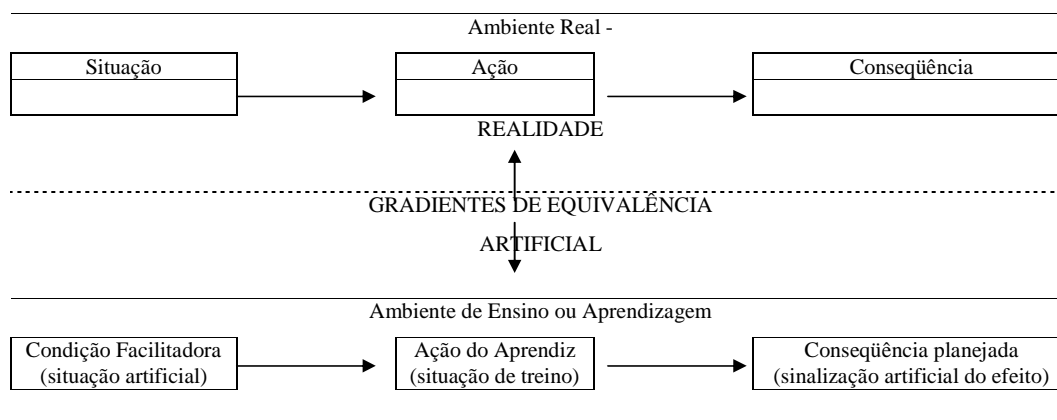 Ambiente Real -
Situação Ação Conseqüência
REALIDADE
GRADIENTES DE EQUIVALÊNCIA
ARTIFICIAL
Ambiente de Ensino ou Aprendizagem
Condição Facilitadora
(situação artificial)
Ação do Aprendiz
(situação de treino)
Conseqüência planejada
(sinalização artificial do efeito)